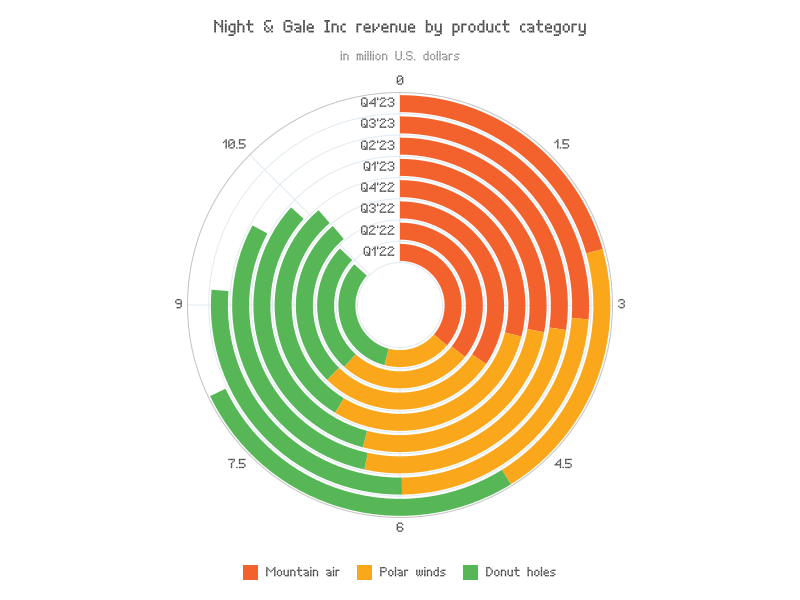 Night & Gale Inc revenue by product category
in million U.S. dollars
0
1.5
3
4.5
6
7.5
9
10.5
Q4'23
Q3'23
Q2'23
Q1'23
Q4'22
Q3'22
Q2'22
Q1'22
Mountain air Polar winds Donut holes